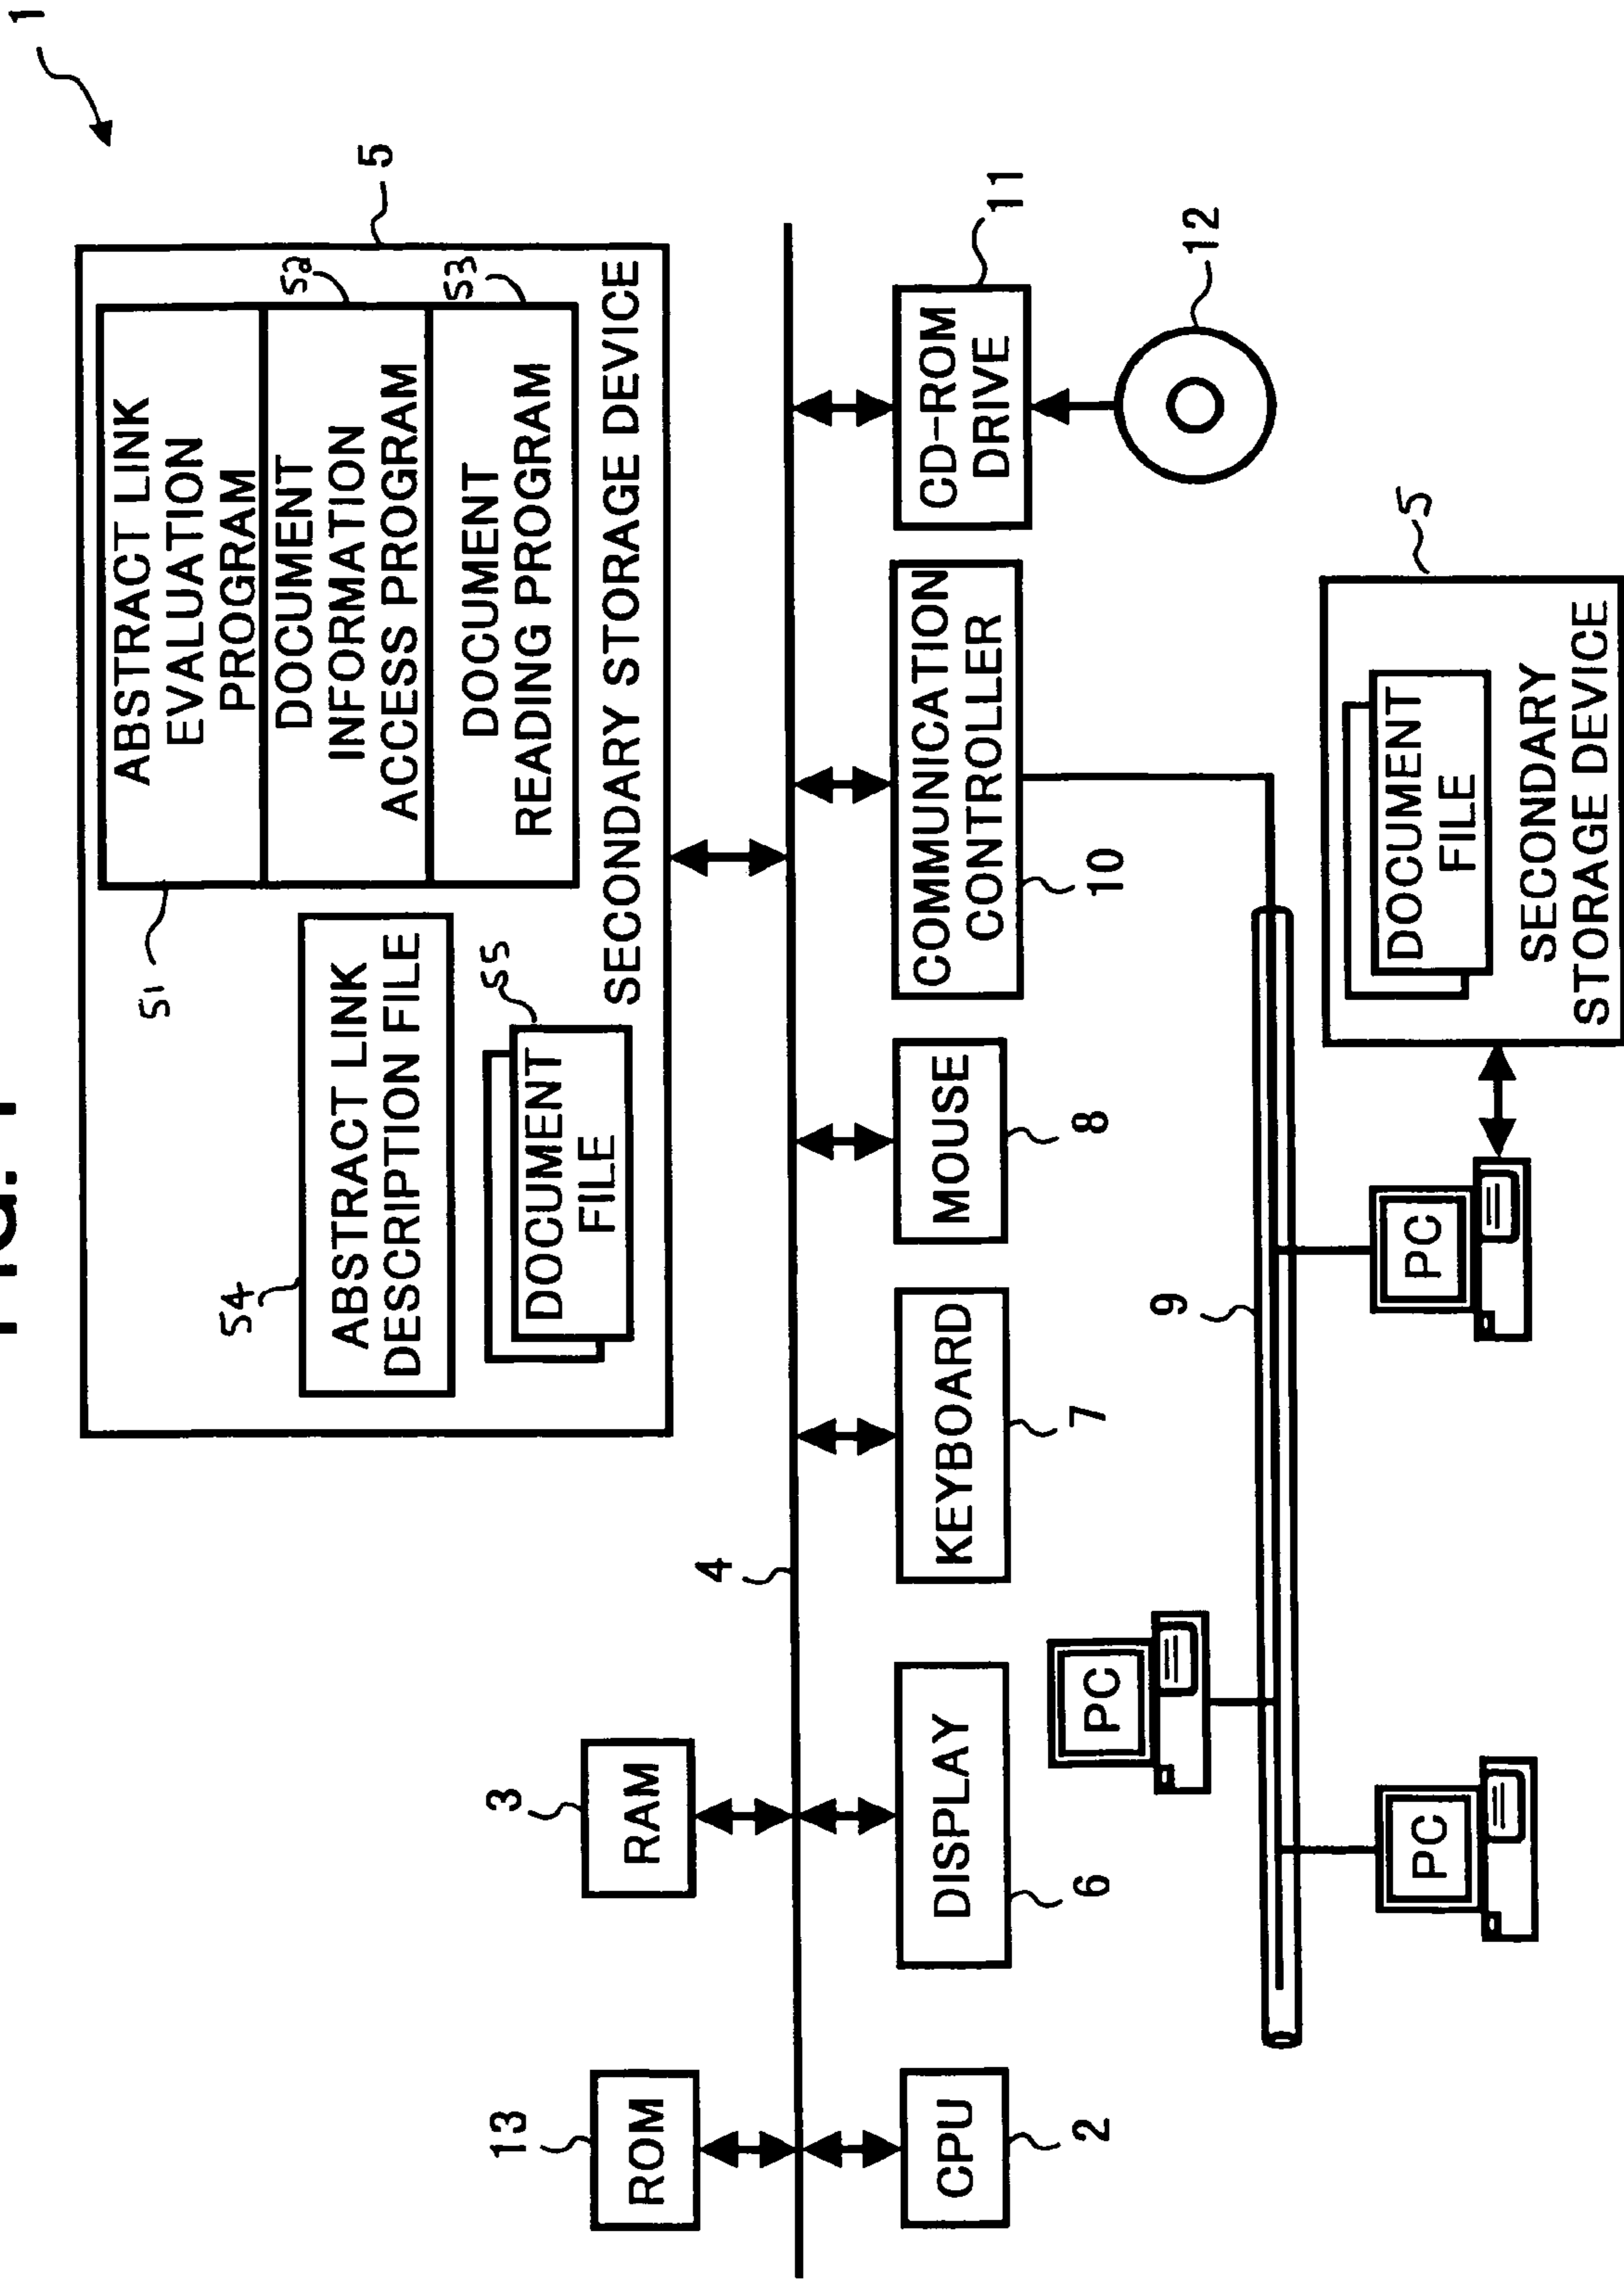 FIG. 1
1
5
51
ABSTRACT LINK
EVALUATION
PROGRAM
52
DOCUMENT
INFORMATION
ACCESS PROGRAM
53
DOCUMENT
READING PROGRAM
54
ABSTRACT LINK
DESCRIPTION FILE
55
DOCUMENT
FILE
SECONDARY STORAGE DEVICE
13
ROM
3
RAM
4
CPU
2
DISPLAY
6
KEYBOARD
7
MOUSE
8
COMMUNICATION
CONTROLLER
10
CD-ROM
DRIVE
11
12
9
PC
PC
PC
5
DOCUMENT
FILE
SECONDARY
STORAGE DEVICE